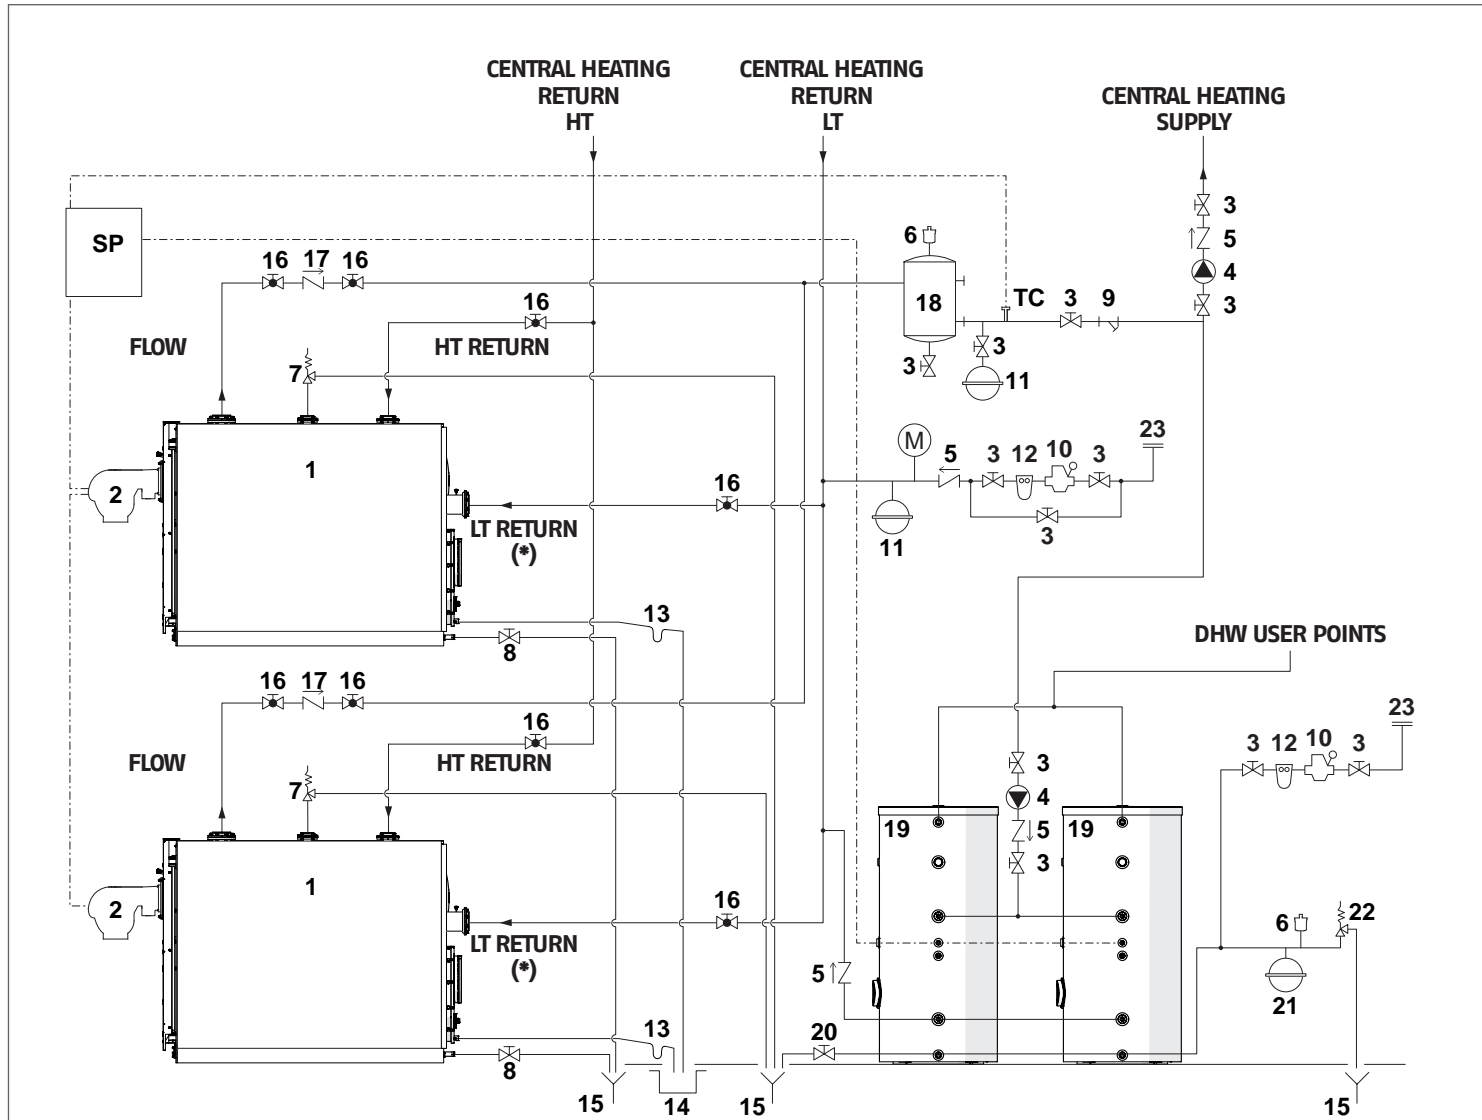 CENTRAL HEATING
RETURN
HT
CENTRAL HEATING
RETURN
LT
CENTRAL HEATING
SUPPLY
SP
16 17 16
6
3
5
4
3
18
TC 3 9
16
FLOW
HT RETURN
7
3
3
11
1
2
M
5 3 12 10 3 23
16
LT RETURN
(*)
11
3
13
8
DHW USER POINTS
16 17 16
16
FLOW
HT RETURN
7
3
4
5
3
23
3 12 10 3
19
19
1
2
16
LT RETURN
(*)
5
6
22
21
13
8
20
15
14
15
15